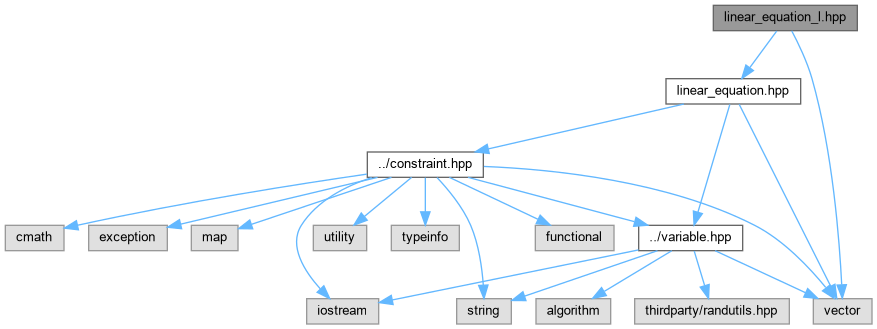 linear_equation_l.hpp
linear_equation.hpp
../constraint.hpp
cmath
exception
map
utility
typeinfo
functional
../variable.hpp
iostream
string
algorithm
thirdparty/randutils.hpp
vector